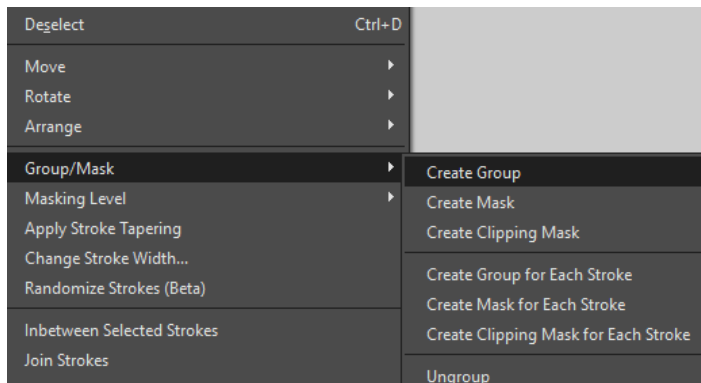 Deselect Ctrl+D
Move
Rotate
Arrange
Group/Mask
Masking Level
Apply Stroke Tapering
Change Stroke Width...
Randomize Strokes (Beta)
Inbetween Selected Strokes
Join Strokes
Create Group
Create Mask
Create Clipping Mask
Create Group for Each Stroke
Create Mask for Each Stroke
Create Clipping Mask for Each Stroke
Ungroup